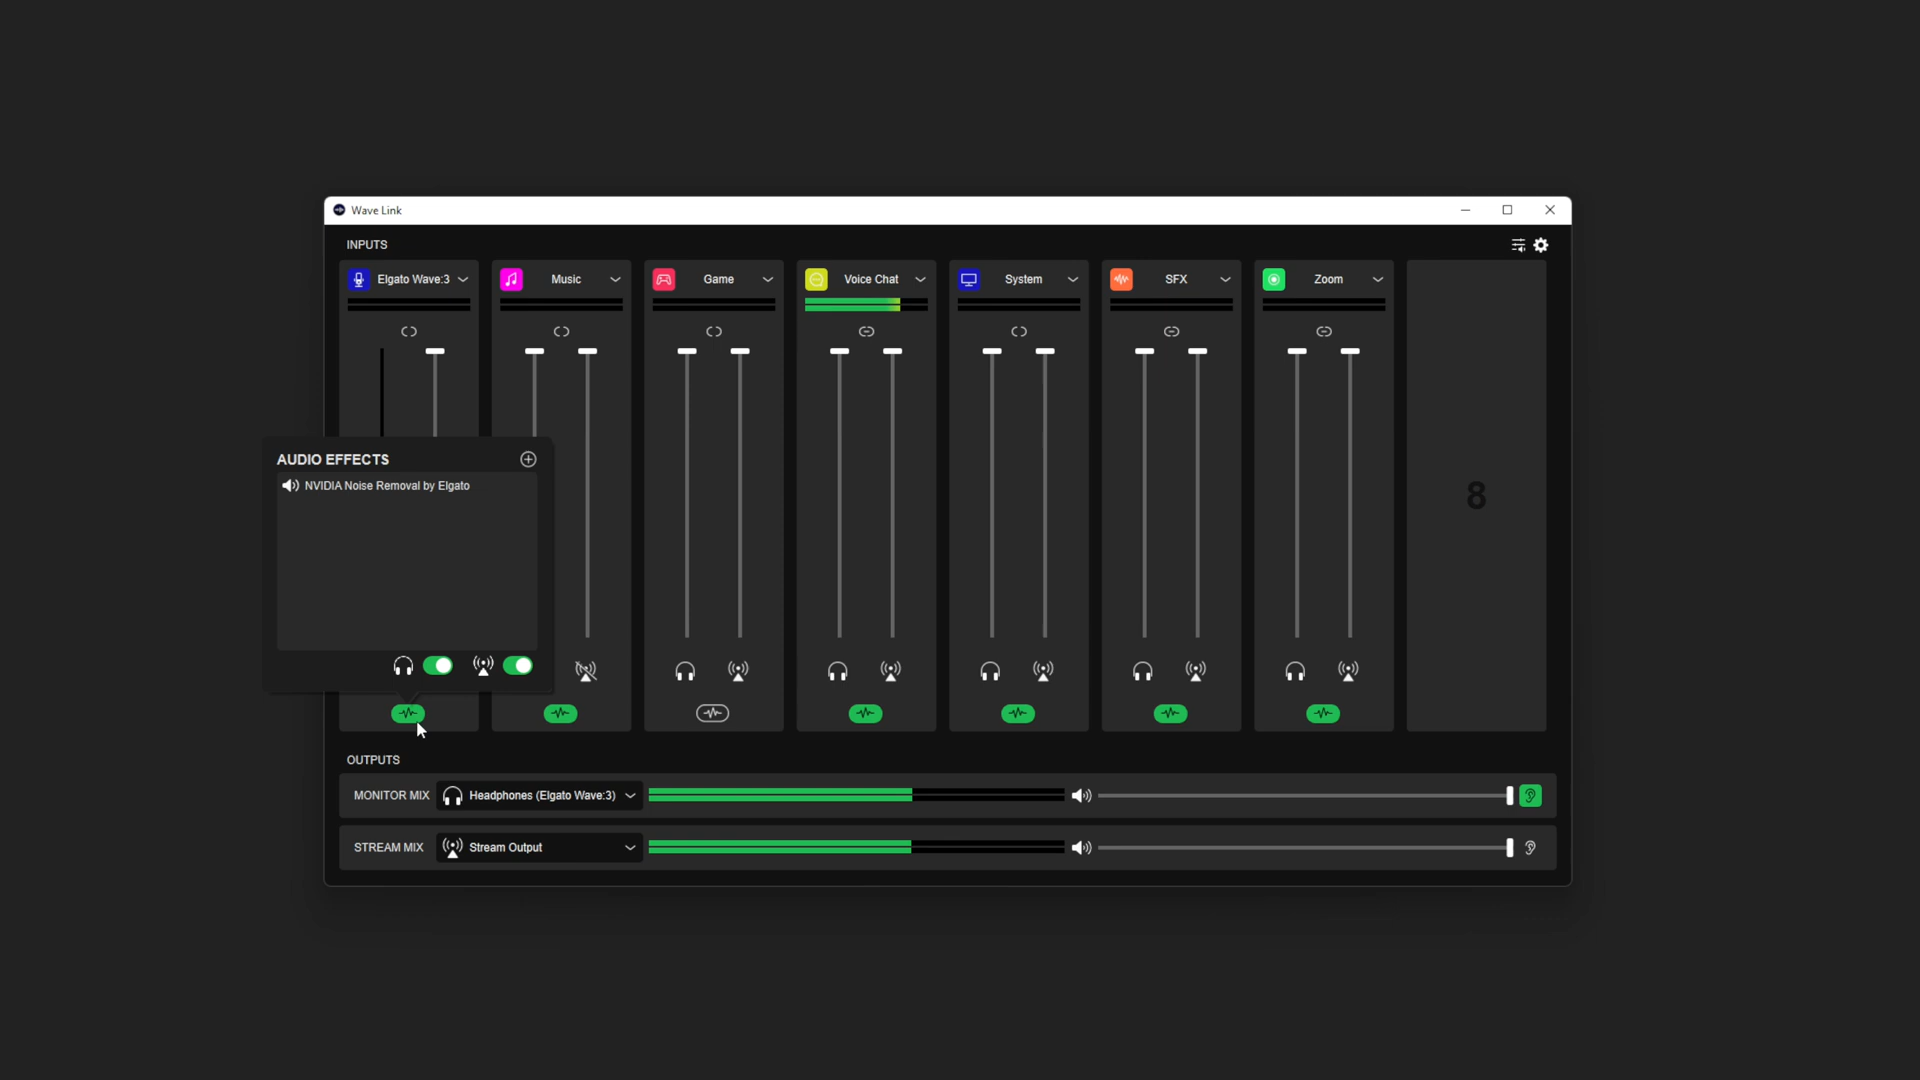 Wave Link
INPUTS
Elgato Wave:3
Music
Game
Voice Chat
System
SFX
Zoom
AUDIO EFFECTS
NVIDIA Noise Removal by Elgato
8
OUTPUTS
MONITOR MIX Headphones (Elgato Wave:3)
STREAM MIX Stream Output